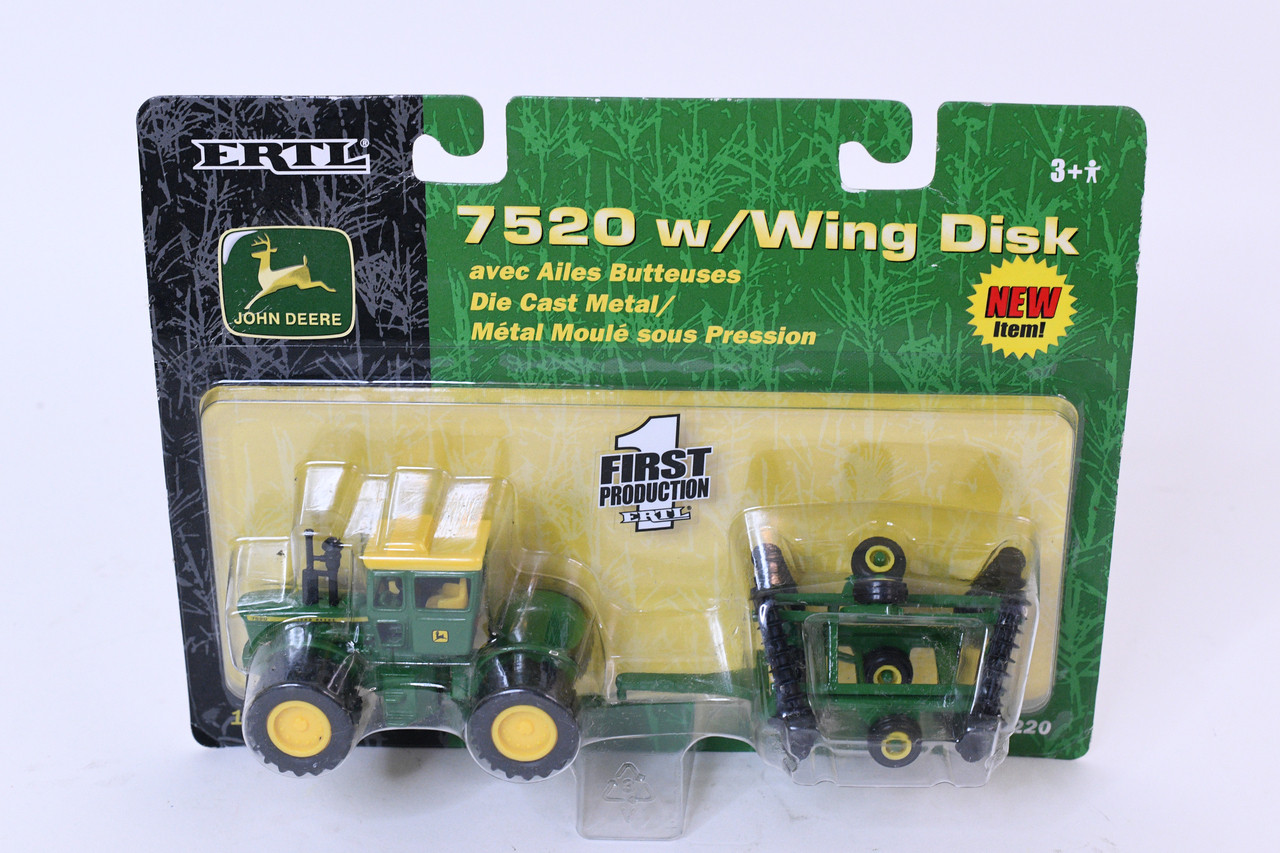 ERTL®
3+
JOHN DEERE
7520 w/Wing Disk
avec Ailes Butteuses
Die Cast Metal/
Métal Moulé sous Pression
NEW
Item!
1
FIRST
PRODUCTION
ERTL®
220